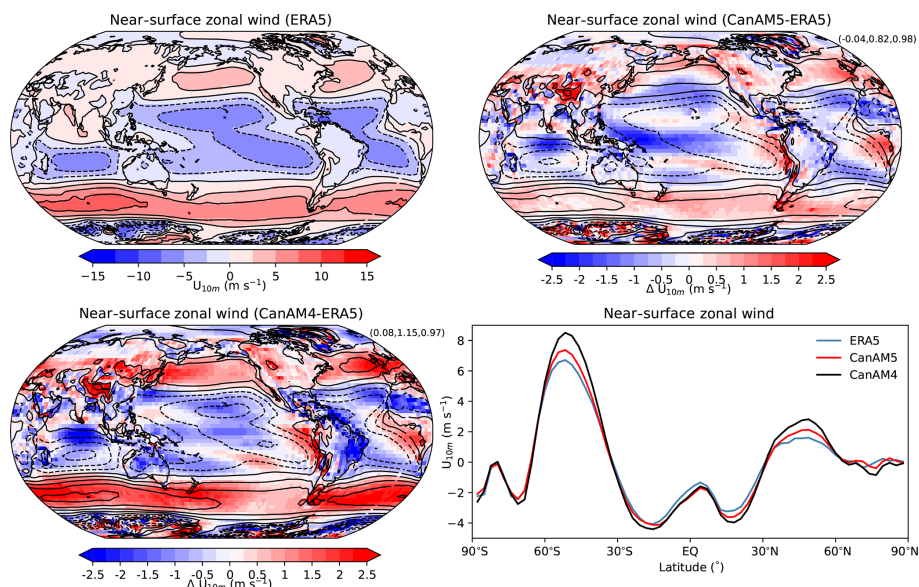 Near-surface zonal wind (ERA5)
−15 −10 −5 0 5 10 15
U10m (m s−1)
Near-surface zonal wind (CanAM5-ERA5)
(-0.04,0.82,0.98)
-2.5 -2 -1.5 -1 -0.5 0 0.5 1 1.5 2 2.5
Δ U10m (m s−1)
Near-surface zonal wind (CanAM4-ERA5)
(0.08,1.15,0.97)
-2.5 -2 -1.5 -1 -0.5 0 0.5 1 1.5 2 2.5
Δ U10m (m s−1)
Near-surface zonal wind
ERA5
CanAM5
CanAM4
U10m (m s−1)
8
6
4
2
0
−2
−4
90°S 60°S 30°S EQ 30°N 60°N 90°N
Latitude (°)